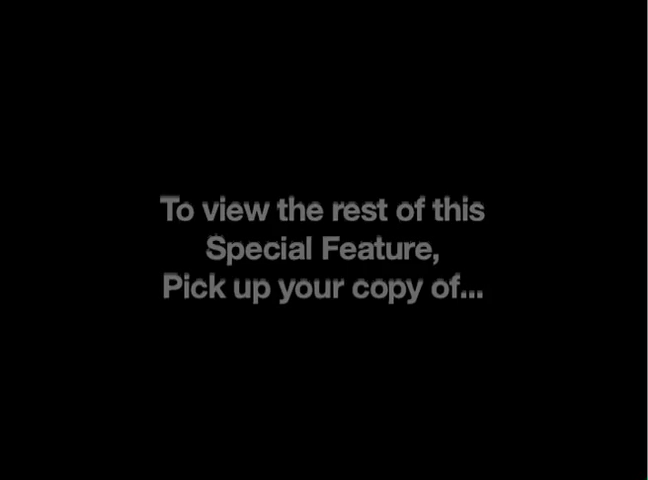 To view the rest of this
Special Feature,
Pick up your copy of...